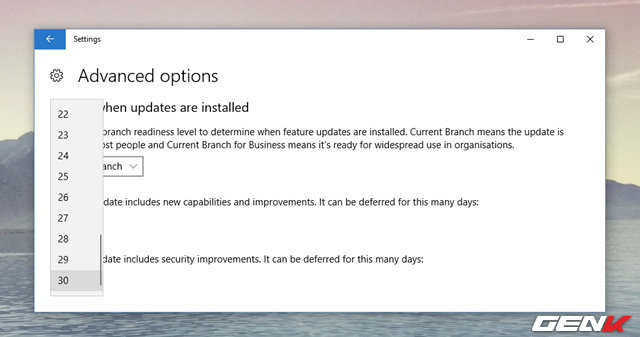 Settings
Advanced options
when updates are installed
branch readiness level to determine when feature updates are installed. Current Branch means the update is
ost people and Current Branch for Business means it's ready for widespread use in organisations.
anch
date includes new capabilities and improvements. It can be deferred for this many days:
date includes security improvements. It can be deferred for this many days:
22
23
24
25
26
27
28
29
30
GENK